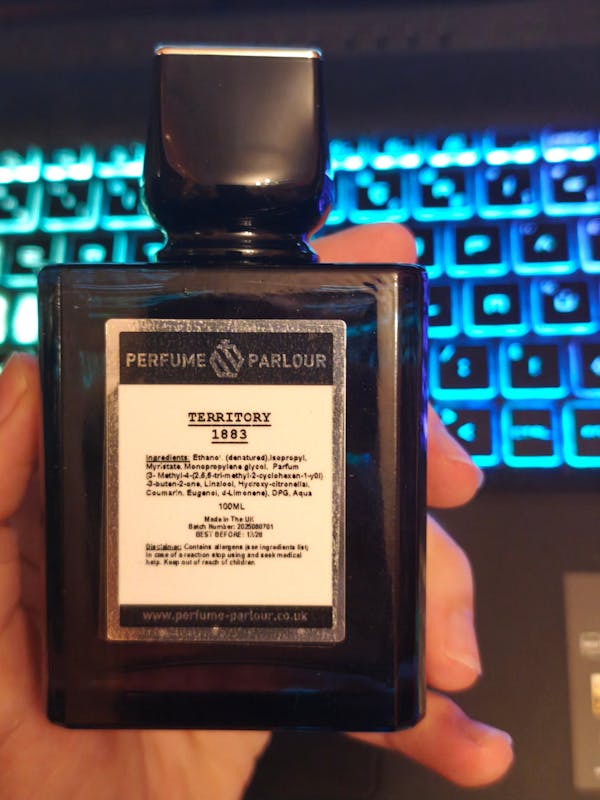 PERFUME PARLOUR
TERRITORY
1883
Ingredients: Ethanol (denatured),Isopropyl,
Myristate, Monopropylene glycol, Parfum
(3- Methyl-4-(2,6,6-tri-methyl-2-cyclohexen-1-y0l)
-3-buten-2-one, Linalool, Hydroxy-citronellal,
Coumarin, Eugenol, d-Limonene), DPG, Aqua
100ML
Made in The UK
Batch Number: 2025080701
BEST BEFORE: 12/28
Disclaimer: Contains allergens (see ingredients list)
in case of a reaction stop using and seek medical
help. Keep out of reach of children
www.perfume-parlour.co.uk